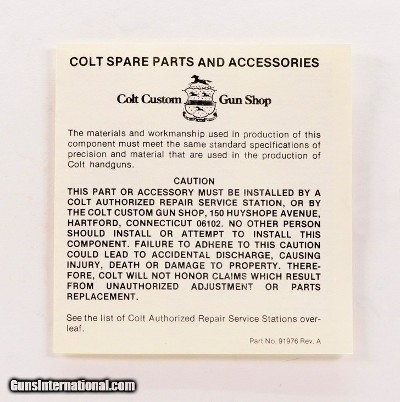 COLT SPARE PARTS AND ACCESSORIES
Colt Custom Gun Shop
The materials and workmanship used in production of this
component must meet the same standard specifications of
precision and material that are used in the production of
Colt handguns.
CAUTION
THIS PART OR ACCESSORY MUST BE INSTALLED BY A
COLT AUTHORIZED REPAIR SERVICE STATION, OR BY
THE COLT CUSTOM GUN SHOP, 150 HUYSHOPE AVENUE,
HARTFORD, CONNECTICUT 06102. NO OTHER PERSON
SHOULD INSTALL OR ATTEMPT TO INSTALL THIS
COMPONENT. FAILURE TO ADHERE TO THIS CAUTION
COULD LEAD TO ACCIDENTAL DISCHARGE, CAUSING
INJURY, DEATH OR DAMAGE TO PROPERTY. THERE-
FORE, COLT WILL NOT HONOR CLAIMS WHICH RESULT
FROM UNAUTHORIZED ADJUSTMENT OR PARTS
REPLACEMENT.
See the list of Colt Authorized Repair Service Stations over-
leaf.
Part No. 91976 Rev. A
GunsInternational.com